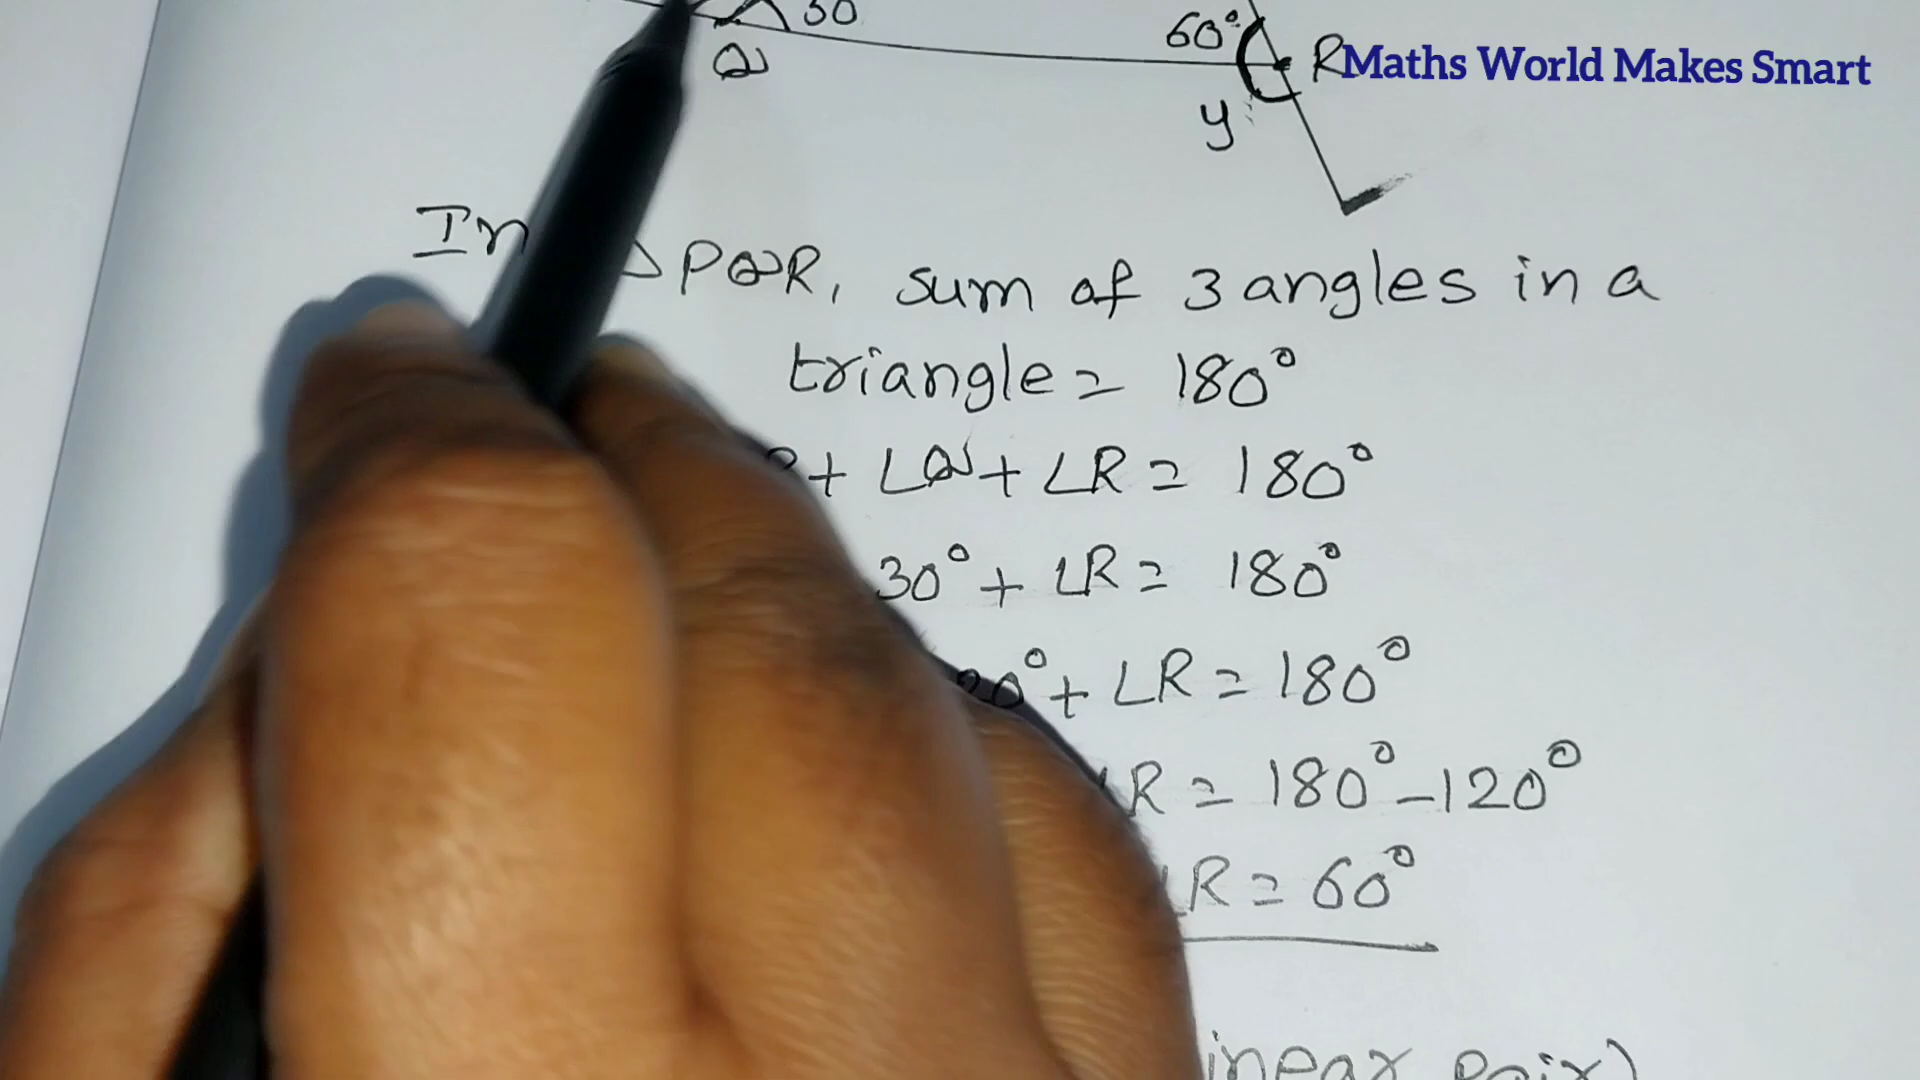 30
60°
Q
R
Maths World Makes Smart
y
In △PQR, sum of 3 angles in a
triangle = 180°
+ ∠Q + ∠R = 180°
30° + ∠R = 180°
+ ∠R = 180°
∠R = 180° - 120°
∠R = 60°